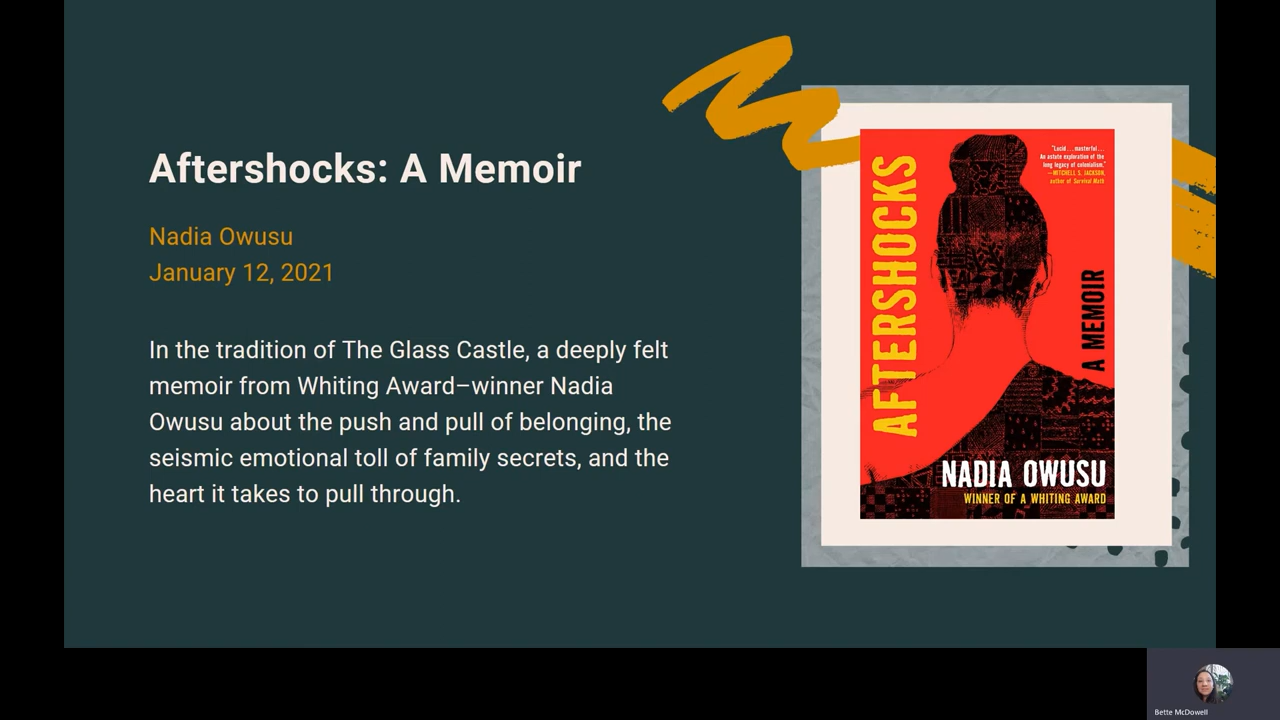 Aftershocks: A Memoir
Nadia Owusu
January 12, 2021
In the tradition of The Glass Castle, a deeply felt
memoir from Whiting Award–winner Nadia
Owusu about the push and pull of belonging, the
seismic emotional toll of family secrets, and the
heart it takes to pull through.
"Lucid . . . masterful . . .
An astute exploration of the
long legacy of colonialism."
—MITCHELL S. JACKSON,
author of Survival Math
AFTERSHOCKS
A MEMOIR
NADIA OWUSU
WINNER OF A WHITING AWARD
Bette McDowell